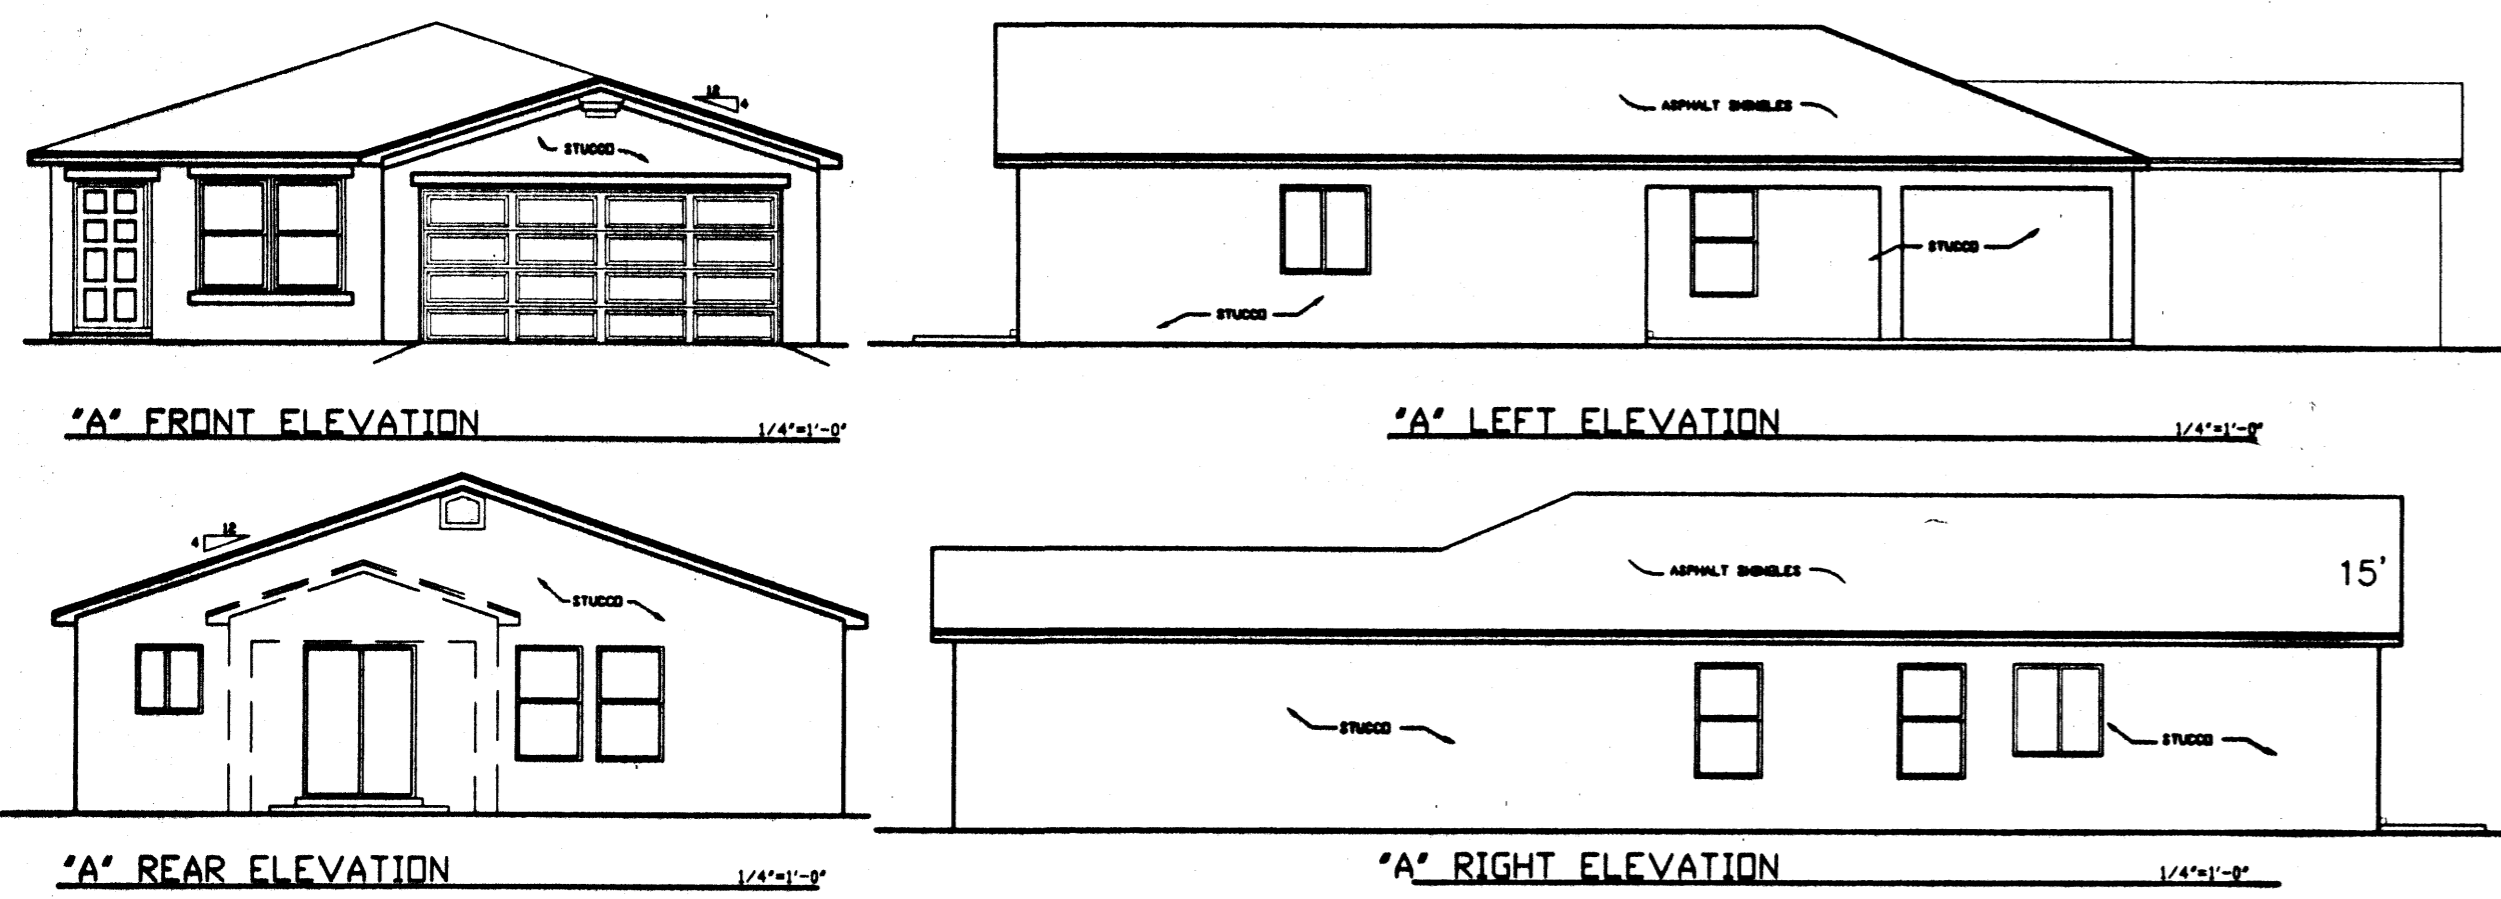 12
4
STUCCO
"A" FRONT ELEVATION
1/4"=1'-0"
ASPHALT SHINGLES
STUCCO
STUCCO
"A" LEFT ELEVATION
1/4"=1'-0"
12
4
STUCCO
"A" REAR ELEVATION
1/4"=1'-0"
ASPHALT SHINGLES
15'
STUCCO
STUCCO
"A" RIGHT ELEVATION
1/4"=1'-0"